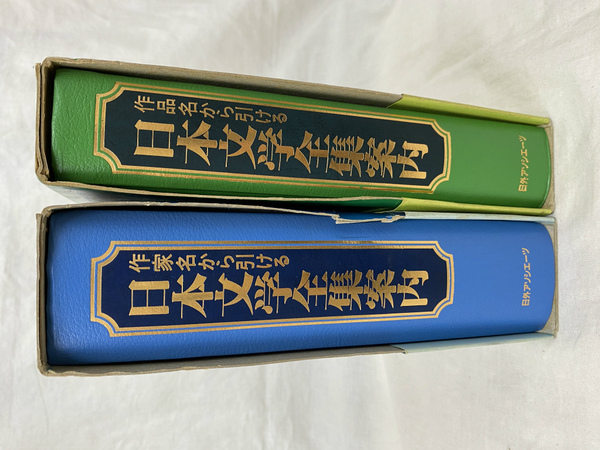 作品名から引ける
日本文学全集案内
日外アソシエーツ
作家名から引ける
日本文学全集案内
日外アソシエーツ